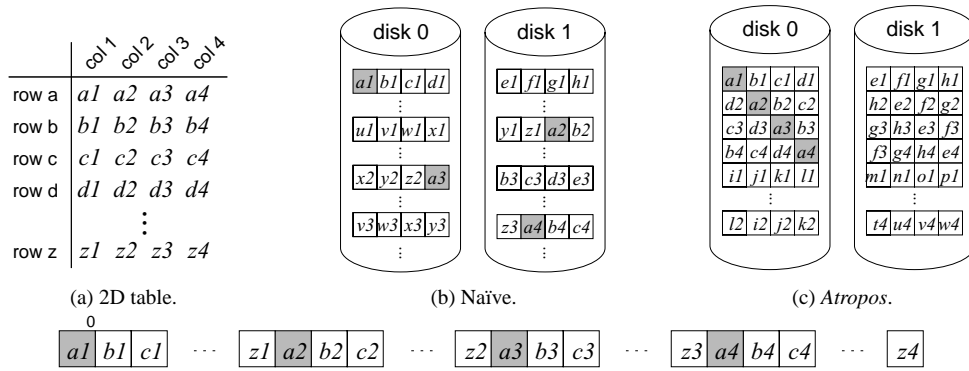 col 1 col 2 col 3 col 4
row a a1 a2 a3 a4
row b b1 b2 b3 b4
row c c1 c2 c3 c4
row d d1 d2 d3 d4
⋮
row z z1 z2 z3 z4
(a) 2D table.
disk 0
a1 b1 c1 d1
⋮
u1 v1 w1 x1
⋮
x2 y2 z2 a3
⋮
v3 w3 x3 y3
⋮
disk 1
e1 f1 g1 h1
⋮
y1 z1 a2 b2
⋮
b3 c3 d3 e3
⋮
z3 a4 b4 c4
⋮
(b) Naïve.
disk 0
a1 b1 c1 d1
d2 a2 b2 c2
c3 d3 a3 b3
b4 c4 d4 a4
i1 j1 k1 l1
⋮
l2 i2 j2 k2
disk 1
e1 f1 g1 h1
h2 e2 f2 g2
g3 h3 e3 f3
f3 g4 h4 e4
m1 n1 o1 p1
⋮
t4 u4 v4 w4
(c) Atropos.
0
a1 b1 c1 ··· z1 a2 b2 c2 ··· z2 a3 b3 c3 ··· z3 a4 b4 c4 ··· z4